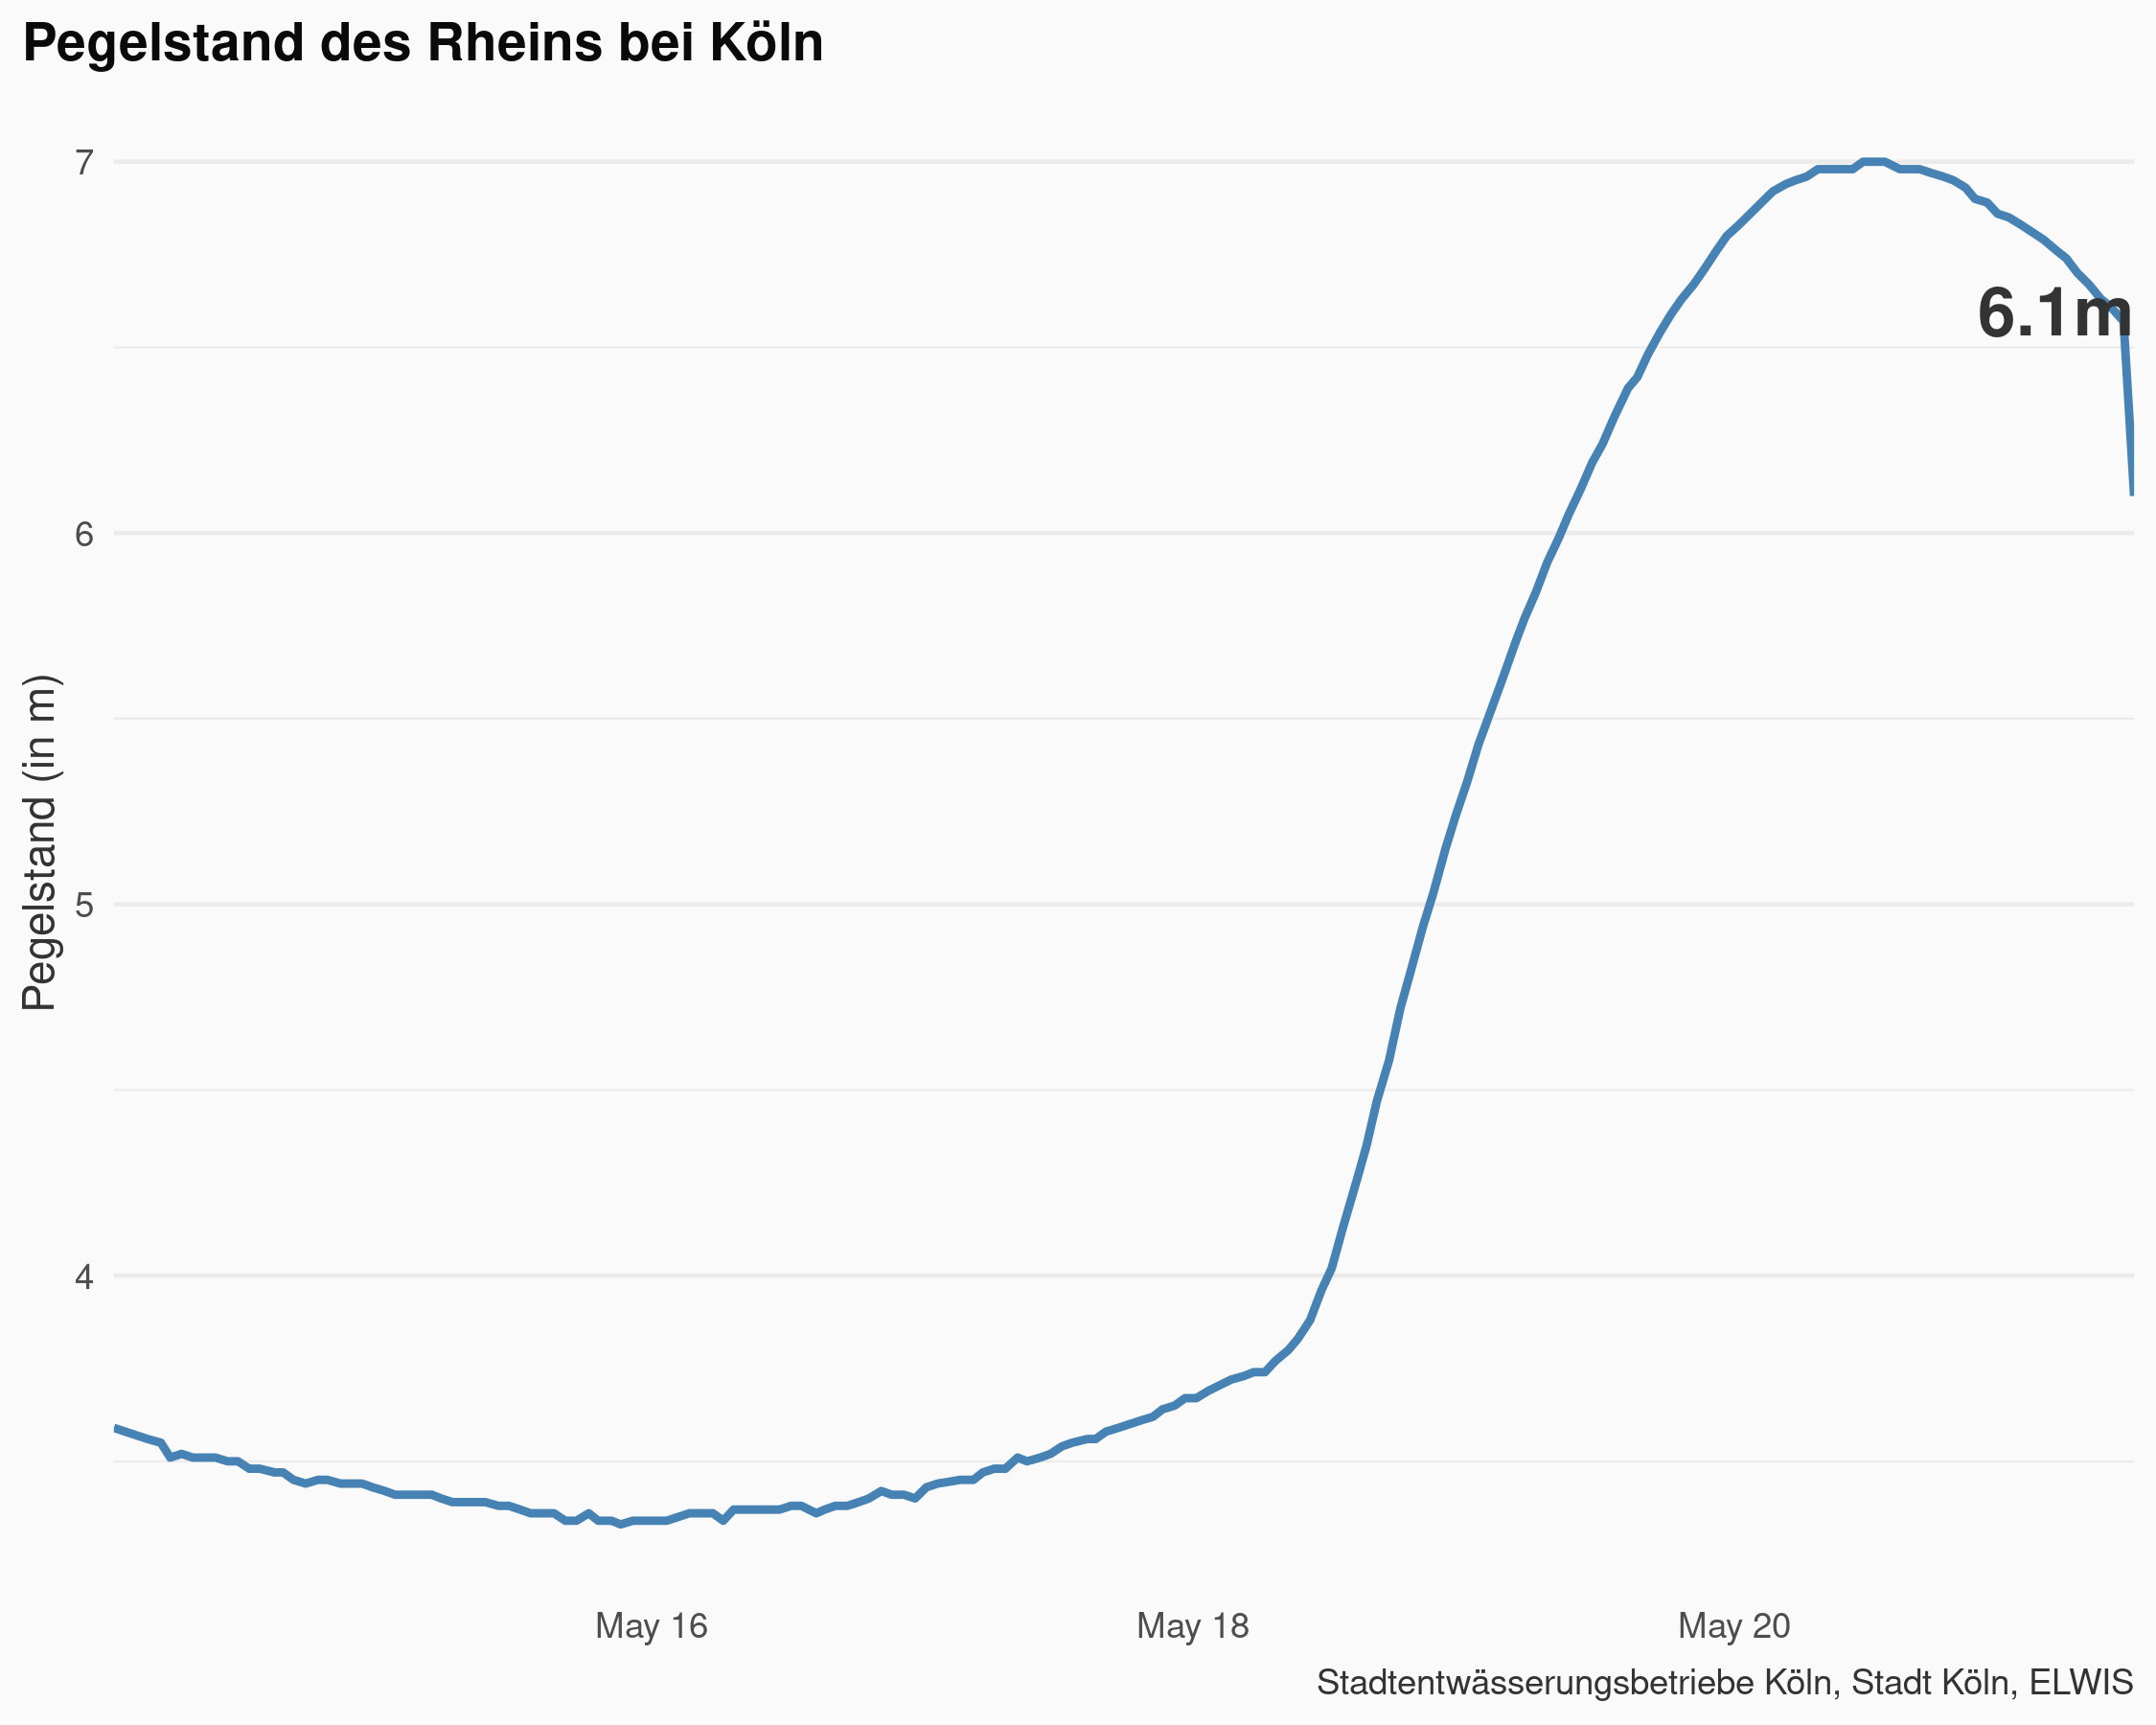 Pegelstand des Rheins bei Köln
Pegelstand (in m)
7
6
5
4
6.1m
May 16
May 18
May 20
Stadtentwässerungsbetriebe Köln, Stadt Köln, ELWIS